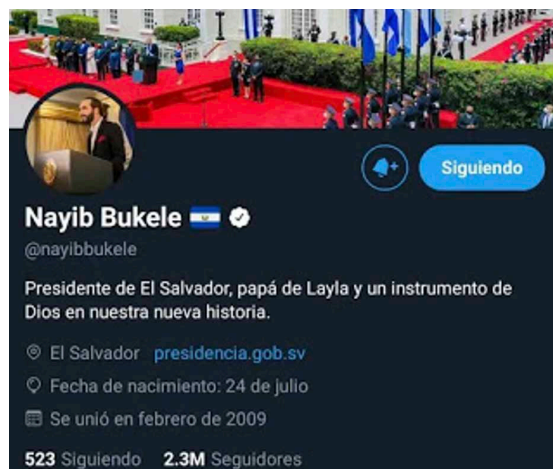 Siguiendo
Nayib Bukele
@nayibbukele
Presidente de El Salvador, papá de Layla y un instrumento de
Dios en nuestra nueva historia.
El Salvador presidencia.gob.sv
Fecha de nacimiento: 24 de julio
Se unió en febrero de 2009
523 Siguiendo 2.3M Seguidores